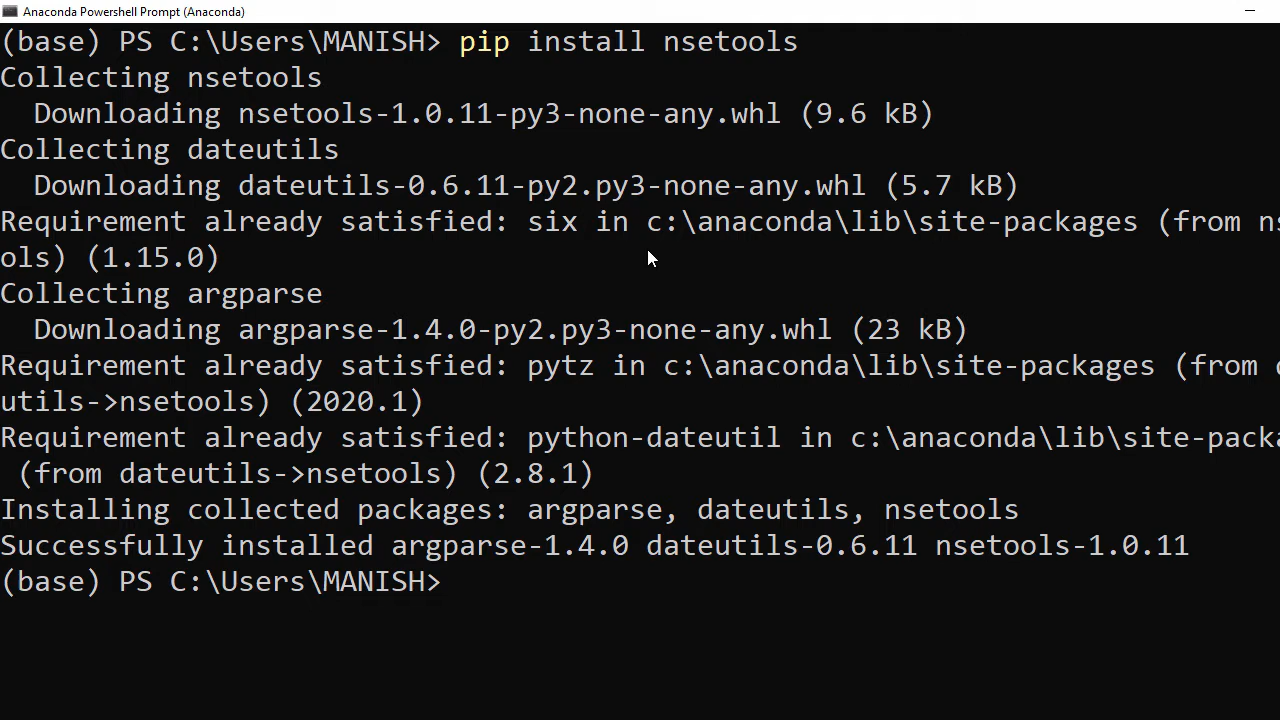 Anaconda Powershell Prompt (Anaconda)
(base) PS C:\Users\MANISH> pip install nsetools
Collecting nsetools
  Downloading nsetools-1.0.11-py3-none-any.whl (9.6 kB)
Collecting dateutils
  Downloading dateutils-0.6.11-py2.py3-none-any.whl (5.7 kB)
Requirement already satisfied: six in c:\anaconda\lib\site-packages (from ns
ols) (1.15.0)
Collecting argparse
  Downloading argparse-1.4.0-py2.py3-none-any.whl (23 kB)
Requirement already satisfied: pytz in c:\anaconda\lib\site-packages (from d
utils->nsetools) (2020.1)
Requirement already satisfied: python-dateutil in c:\anaconda\lib\site-packa
 (from dateutils->nsetools) (2.8.1)
Installing collected packages: argparse, dateutils, nsetools
Successfully installed argparse-1.4.0 dateutils-0.6.11 nsetools-1.0.11
(base) PS C:\Users\MANISH>